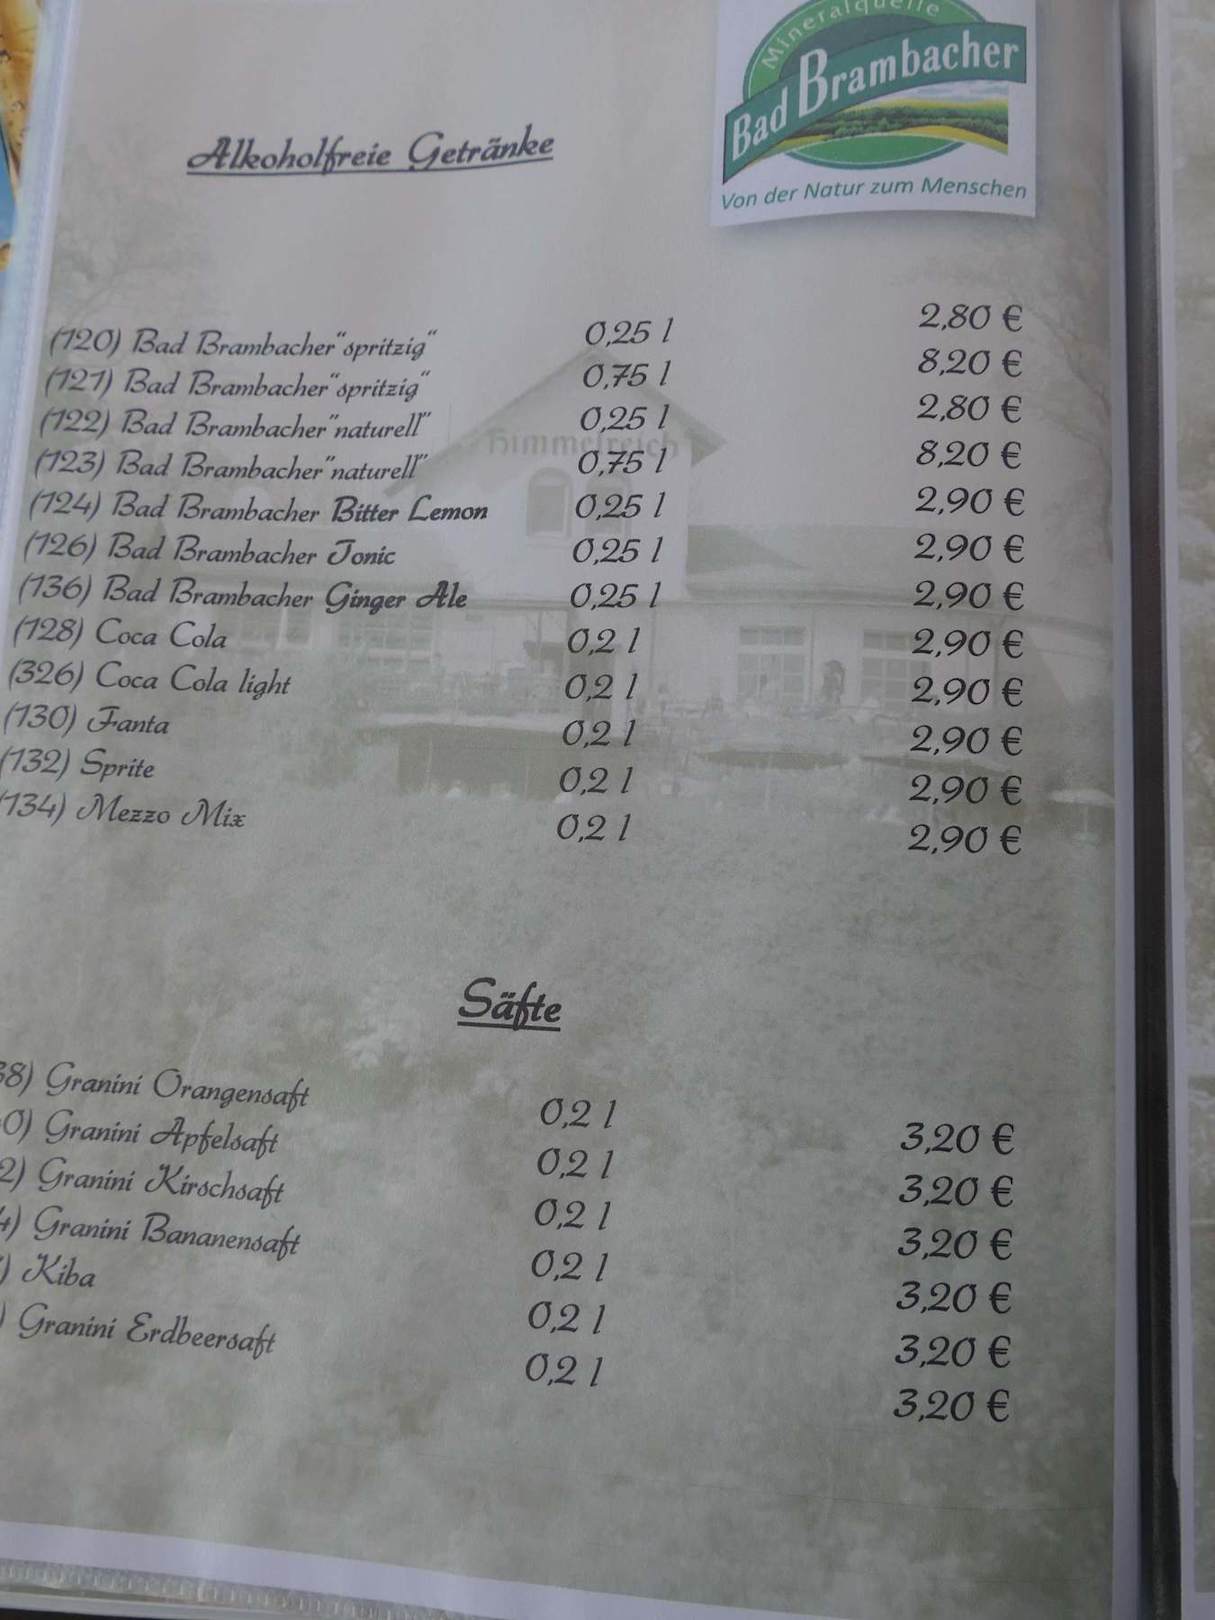 Mineralquelle
Bad Brambacher
Von der Natur zum Menschen
Alkoholfreie Getränke
(120) Bad Brambacher"spritzig" 0,25 l 2,80 €
(121) Bad Brambacher"spritzig" 0,75 l 8,20 €
(122) Bad Brambacher"naturell" 0,25 l 2,80 €
(123) Bad Brambacher"naturell" 0,75 l 8,20 €
(124) Bad Brambacher Bitter Lemon 0,25 l 2,90 €
(126) Bad Brambacher Tonic 0,25 l 2,90 €
(136) Bad Brambacher Ginger Ale 0,25 l 2,90 €
(128) Coca Cola 0,2 l 2,90 €
(326) Coca Cola light 0,2 l 2,90 €
(130) Fanta 0,2 l 2,90 €
(132) Sprite 0,2 l 2,90 €
(134) Mezzo Mix 0,2 l 2,90 €
Himmelreich
Säfte
38) Granini Orangensaft 0,2 l 3,20 €
0) Granini Apfelsaft 0,2 l 3,20 €
2) Granini Kirschsaft 0,2 l 3,20 €
4) Granini Bananensaft 0,2 l 3,20 €
) Kiba 0,2 l 3,20 €
) Granini Erdbeersaft 0,2 l 3,20 €